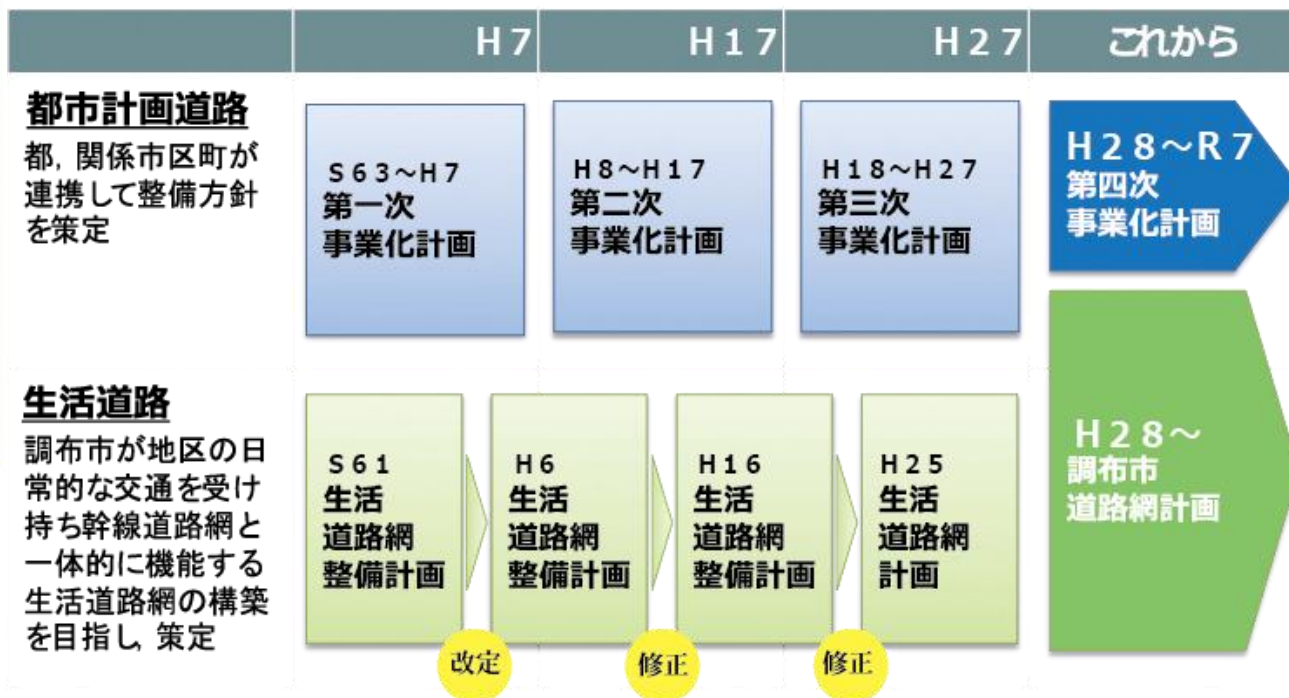 Ｈ７
Ｈ１７
Ｈ２７
これから
都市計画道路
都，関係市区町が
連携して整備方針
を策定
Ｓ６３～Ｈ７
第一次
事業化計画
Ｈ８～Ｈ１７
第二次
事業化計画
Ｈ１８～Ｈ２７
第三次
事業化計画
Ｈ２８～Ｒ７
第四次
事業化計画
生活道路
調布市が地区の日
常的な交通を受け
持ち幹線道路網と
一体的に機能する
生活道路網の構築
を目指し，策定
Ｓ６１
生活
道路網
整備計画
改定
Ｈ６
生活
道路網
整備計画
修正
Ｈ１６
生活
道路網
整備計画
修正
Ｈ２５
生活
道路網
計画
Ｈ２８～
調布市
道路網計画